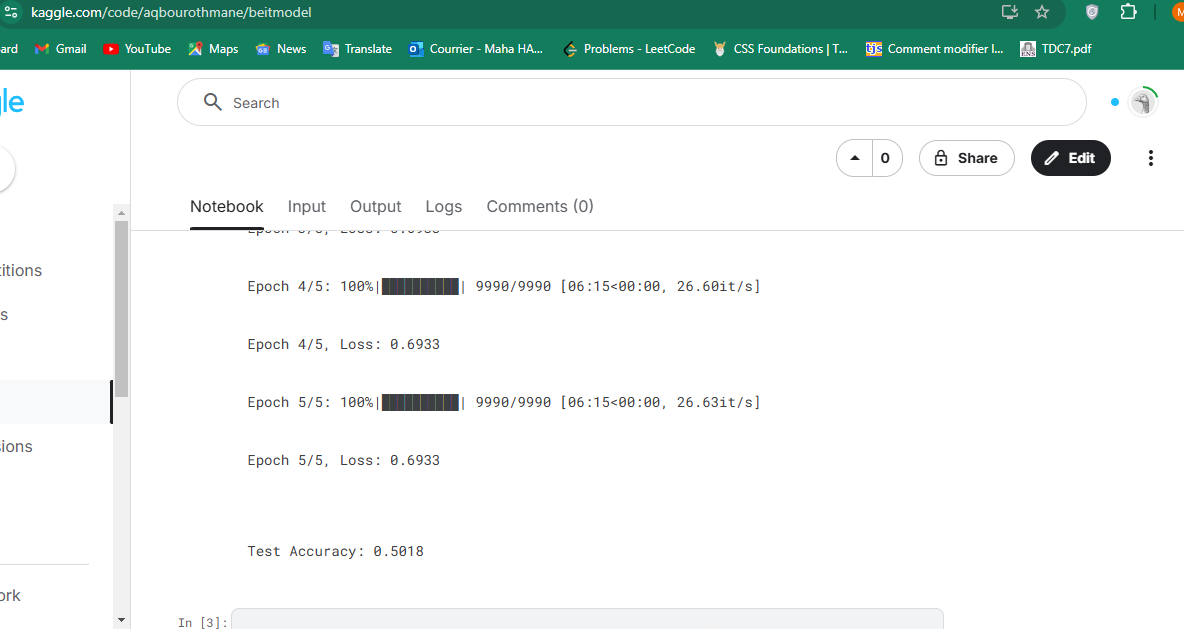 kaggle.com/code/aqbourothmane/beitmodel
ard Gmail YouTube Maps News Translate Courrier - Maha HA... Problems - LeetCode CSS Foundations | T... Comment modifier l... TDC7.pdf
gle
Search
0 Share Edit
Notebook Input Output Logs Comments (0)
Epoch 4/5: 100%|██████████| 9990/9990 [06:15<00:00, 26.60it/s]
titions
s
Epoch 4/5, Loss: 0.6933
Epoch 5/5: 100%|██████████| 9990/9990 [06:15<00:00, 26.63it/s]
sions
Epoch 5/5, Loss: 0.6933
Test Accuracy: 0.5018
ork
In [3]: